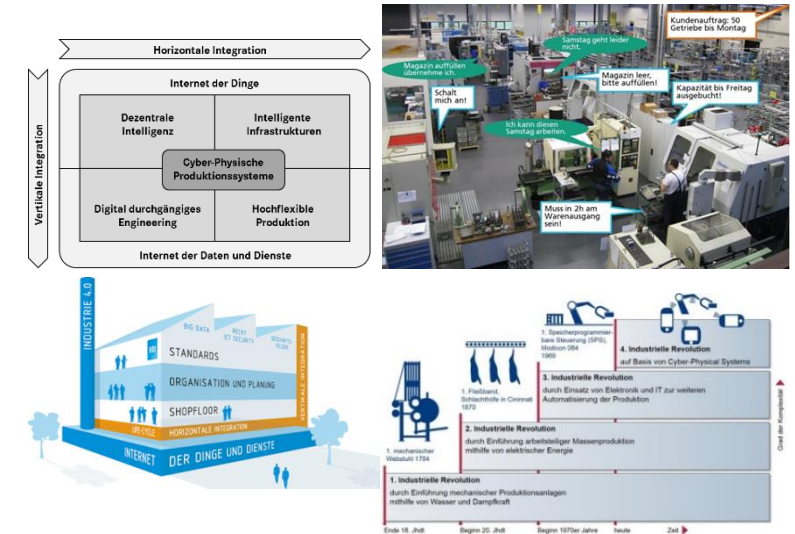 Horizontale Integration
Vertikale Integration
Internet der Dinge
Dezentrale
Intelligenz
Intelligente
Infrastrukturen
Cyber-Physische
Produktionssysteme
Digital durchgängiges
Engineering
Hochflexible
Produktion
Internet der Daten und Dienste
Kundenauftrag: 50
Getriebe bis Montag
Samstag geht leider
nicht.
Magazin auffüllen
übernehme ich.
Magazin leer,
bitte auffüllen!
Schalt
mich an!
Kapazität bis Freitag
ausgebucht!
Ich kann diesen
Samstag arbeiten.
Muss in 2h am
Warenausgang
sein!
INDUSTRIE 4.0
BIG DATA
RECHT
ICT SECURITY
VDI
STANDARDS
ORGANISATION UND PLANUNG
SHOPFLOOR
LIFE-CYCLE
HORIZONTALE INTEGRATION
VERTIKALE INTEGRATION
INTERNET DER DINGE UND DIENSTE
1. Speicherprogrammier-
bare Steuerung (SPS),
Modicon 084
1969
4. Industrielle Revolution
auf Basis von Cyber-Physical Systems
1. Fließband,
Schlachthöfe in Cincinnati
1870
3. Industrielle Revolution
durch Einsatz von Elektronik und IT zur weiteren
Automatisierung der Produktion
1. mechanischer
Webstuhl 1784
2. Industrielle Revolution
durch Einführung arbeitsteiliger Massenproduktion
mithilfe von elektrischer Energie
1. Industrielle Revolution
durch Einführung mechanischer Produktionsanlagen
mithilfe von Wasser und Dampfkraft
Grad der Komplexität
Ende 18. Jhdt
Beginn 20. Jhdt
Beginn 1970er Jahre
heute
Zeit